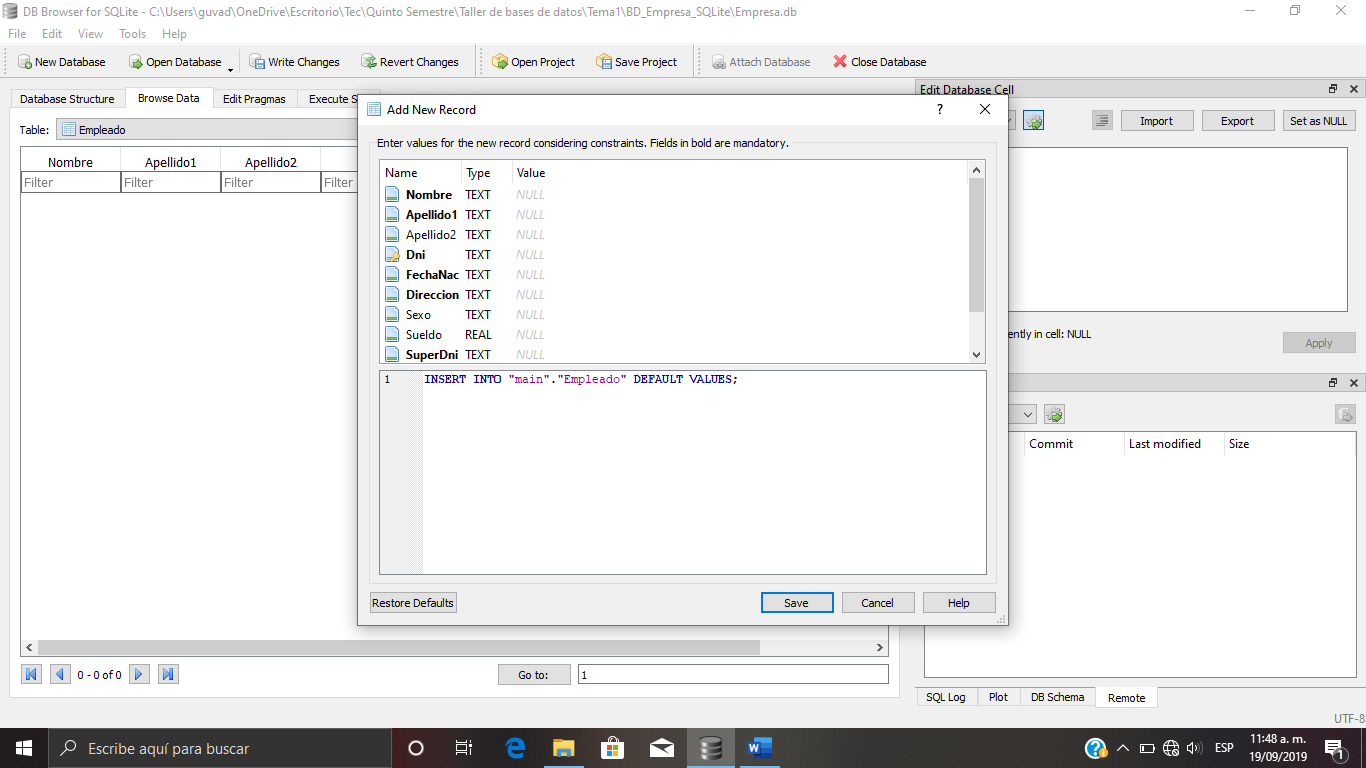 DB Browser for SQLite - C:\Users\guvad\OneDrive\Escritorio\Tec\Quinto Semestre\Taller de bases de datos\Tema1\BD_Empresa_SQLite\Empresa.db
File Edit View Tools Help
New Database Open Database Write Changes Revert Changes Open Project Save Project Attach Database Close Database
Database Structure Browse Data Edit Pragmas Execute S
Table: Empleado
Nombre Apellido1 Apellido2
Filter Filter Filter Filter
Add New Record
Enter values for the new record considering constraints. Fields in bold are mandatory.
Name Type Value
Nombre TEXT NULL
Apellido1 TEXT NULL
Apellido2 TEXT NULL
Dni TEXT NULL
FechaNac TEXT NULL
Direccion TEXT NULL
Sexo TEXT NULL
Sueldo REAL NULL
SuperDni TEXT NULL
1 INSERT INTO "main"."Empleado" DEFAULT VALUES;
Restore Defaults Save Cancel Help
Edit Database Cell
Import Export Set as NULL
ently in cell: NULL
Apply
Commit Last modified Size
0 - 0 of 0 Go to: 1
SQL Log Plot DB Schema Remote
UTF-8
Escribe aquí para buscar
ESP
11:48 a. m.
19/09/2019
1